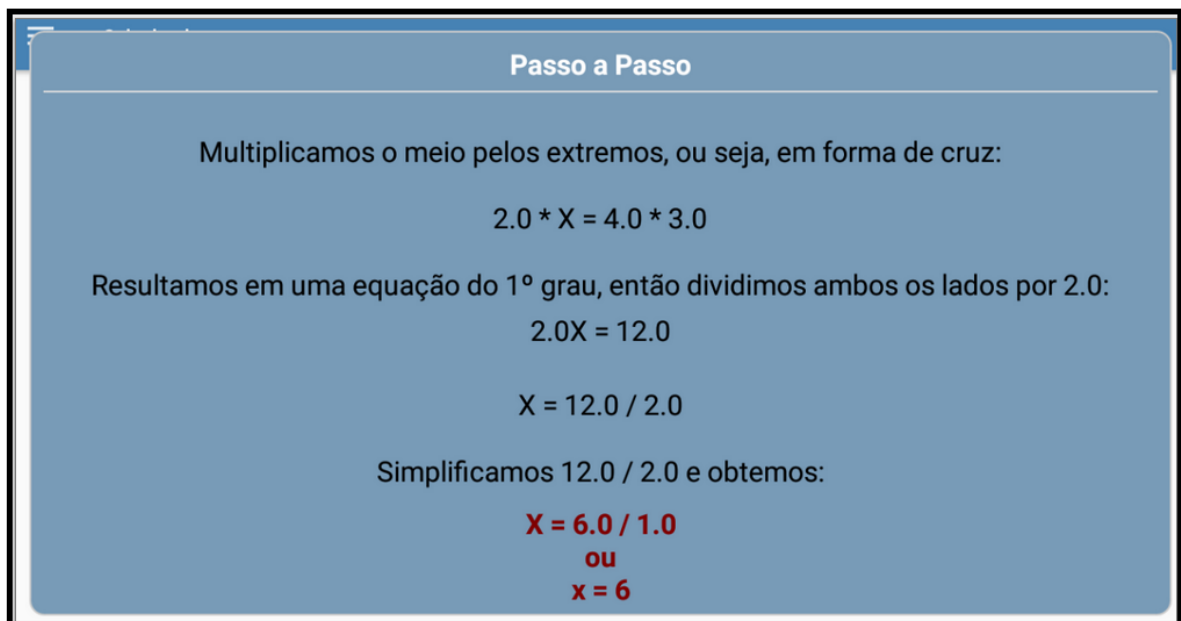 Passo a Passo
Multiplicamos o meio pelos extremos, ou seja, em forma de cruz:
2.0 * X = 4.0 * 3.0
Resultamos em uma equação do 1º grau, então dividimos ambos os lados por 2.0:
2.0X = 12.0
X = 12.0 / 2.0
Simplificamos 12.0 / 2.0 e obtemos:
X = 6.0 / 1.0
ou
x = 6